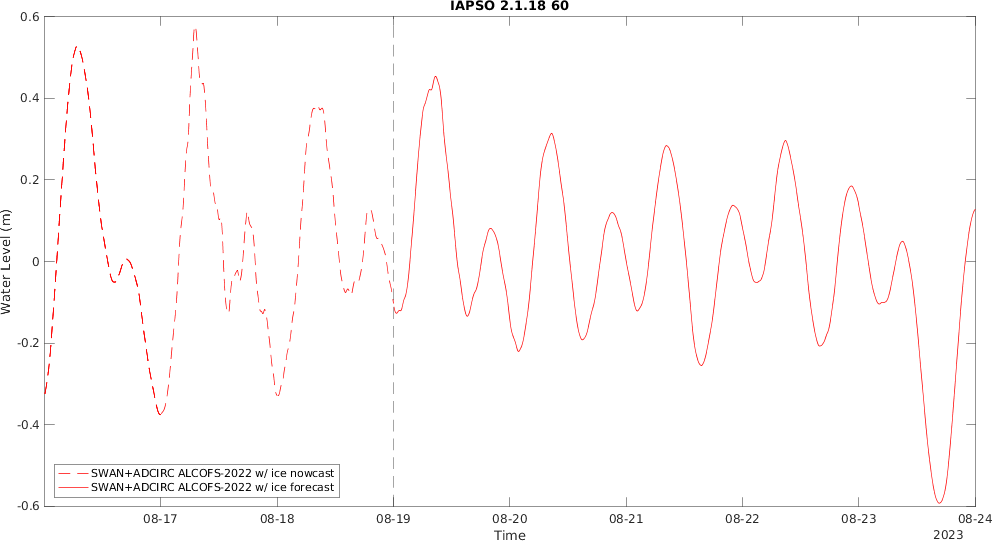 IAPSO 2.1.18 60
Water Level (m)
0.6
0.4
0.2
0
-0.2
-0.4
-0.6
SWAN+ADCIRC ALCOFS-2022 w/ ice nowcast
SWAN+ADCIRC ALCOFS-2022 w/ ice forecast
08-17 08-18 08-19 08-20 08-21 08-22 08-23 08-24
Time
2023